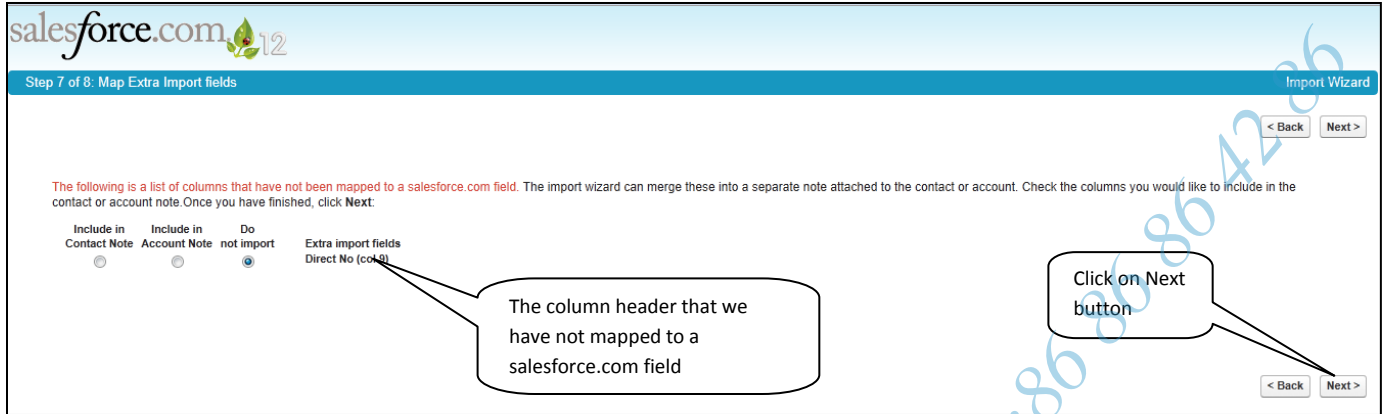 salesforce.com 12
Step 7 of 8: Map Extra Import fields Import Wizard
< Back Next >
The following is a list of columns that have not been mapped to a salesforce.com field. The import wizard can merge these into a separate note attached to the contact or account. Check the columns you would like to include in the
contact or account note.Once you have finished, click Next:
Include in Include in Do
Contact Note Account Note not import Extra import fields
Direct No (col 9)
The column header that we
have not mapped to a
salesforce.com field
Click on Next
button
< Back Next >
86 86 86 42 86